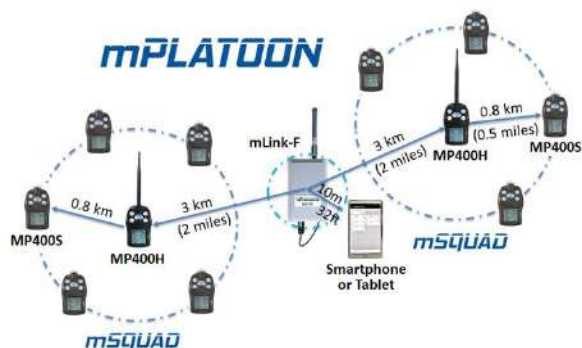 mPLATOON
mLink-F
0.8 km
(0.5 miles)
MP400H
MP400S
3 km
(2 miles)
10m
32ft
0.8 km
3 km
(2 miles)
MP400S
MP400H
Smartphone
or Tablet
mSQUAD
mSQUAD